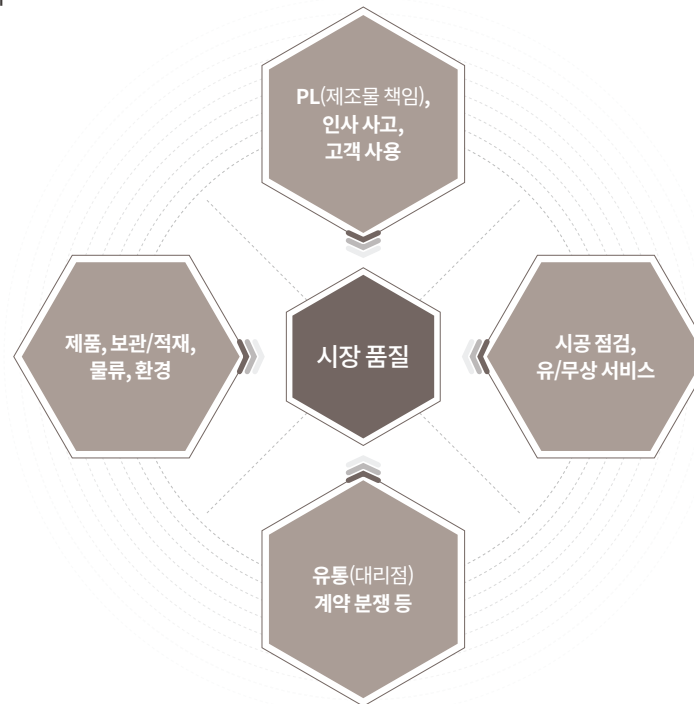 PL(제조물 책임),
인사 사고,
고객 사용
제품, 보관/적재,
물류, 환경
시장 품질
시공 점검,
유/무상 서비스
유통(대리점)
계약 분쟁 등